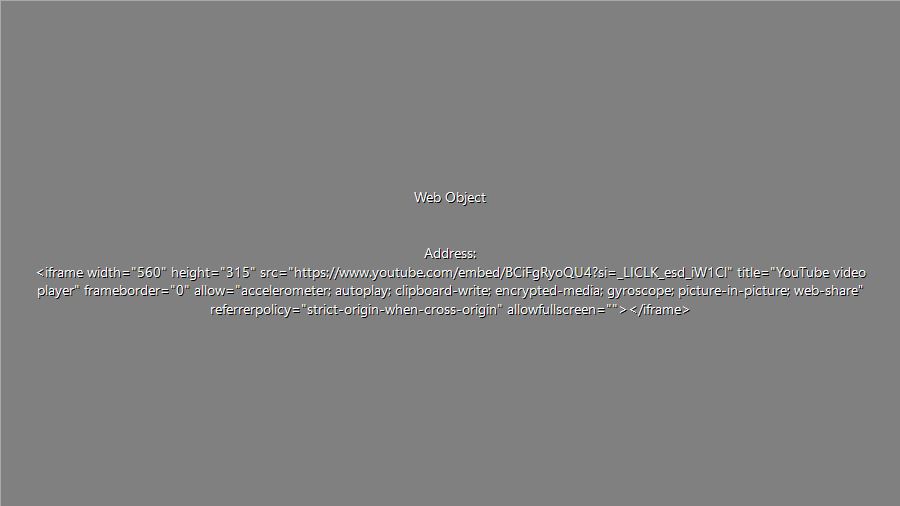 Web Object
Address:
<iframe width="560" height="315" src="https://www.youtube.com/embed/BCiFgRyoQU4?si=_LlCLK_esd_iW1Cl" title="YouTube video
player" frameborder="0" allow="accelerometer; autoplay; clipboard-write; encrypted-media; gyroscope; picture-in-picture; web-share"
referrerpolicy="strict-origin-when-cross-origin" allowfullscreen=""></iframe>